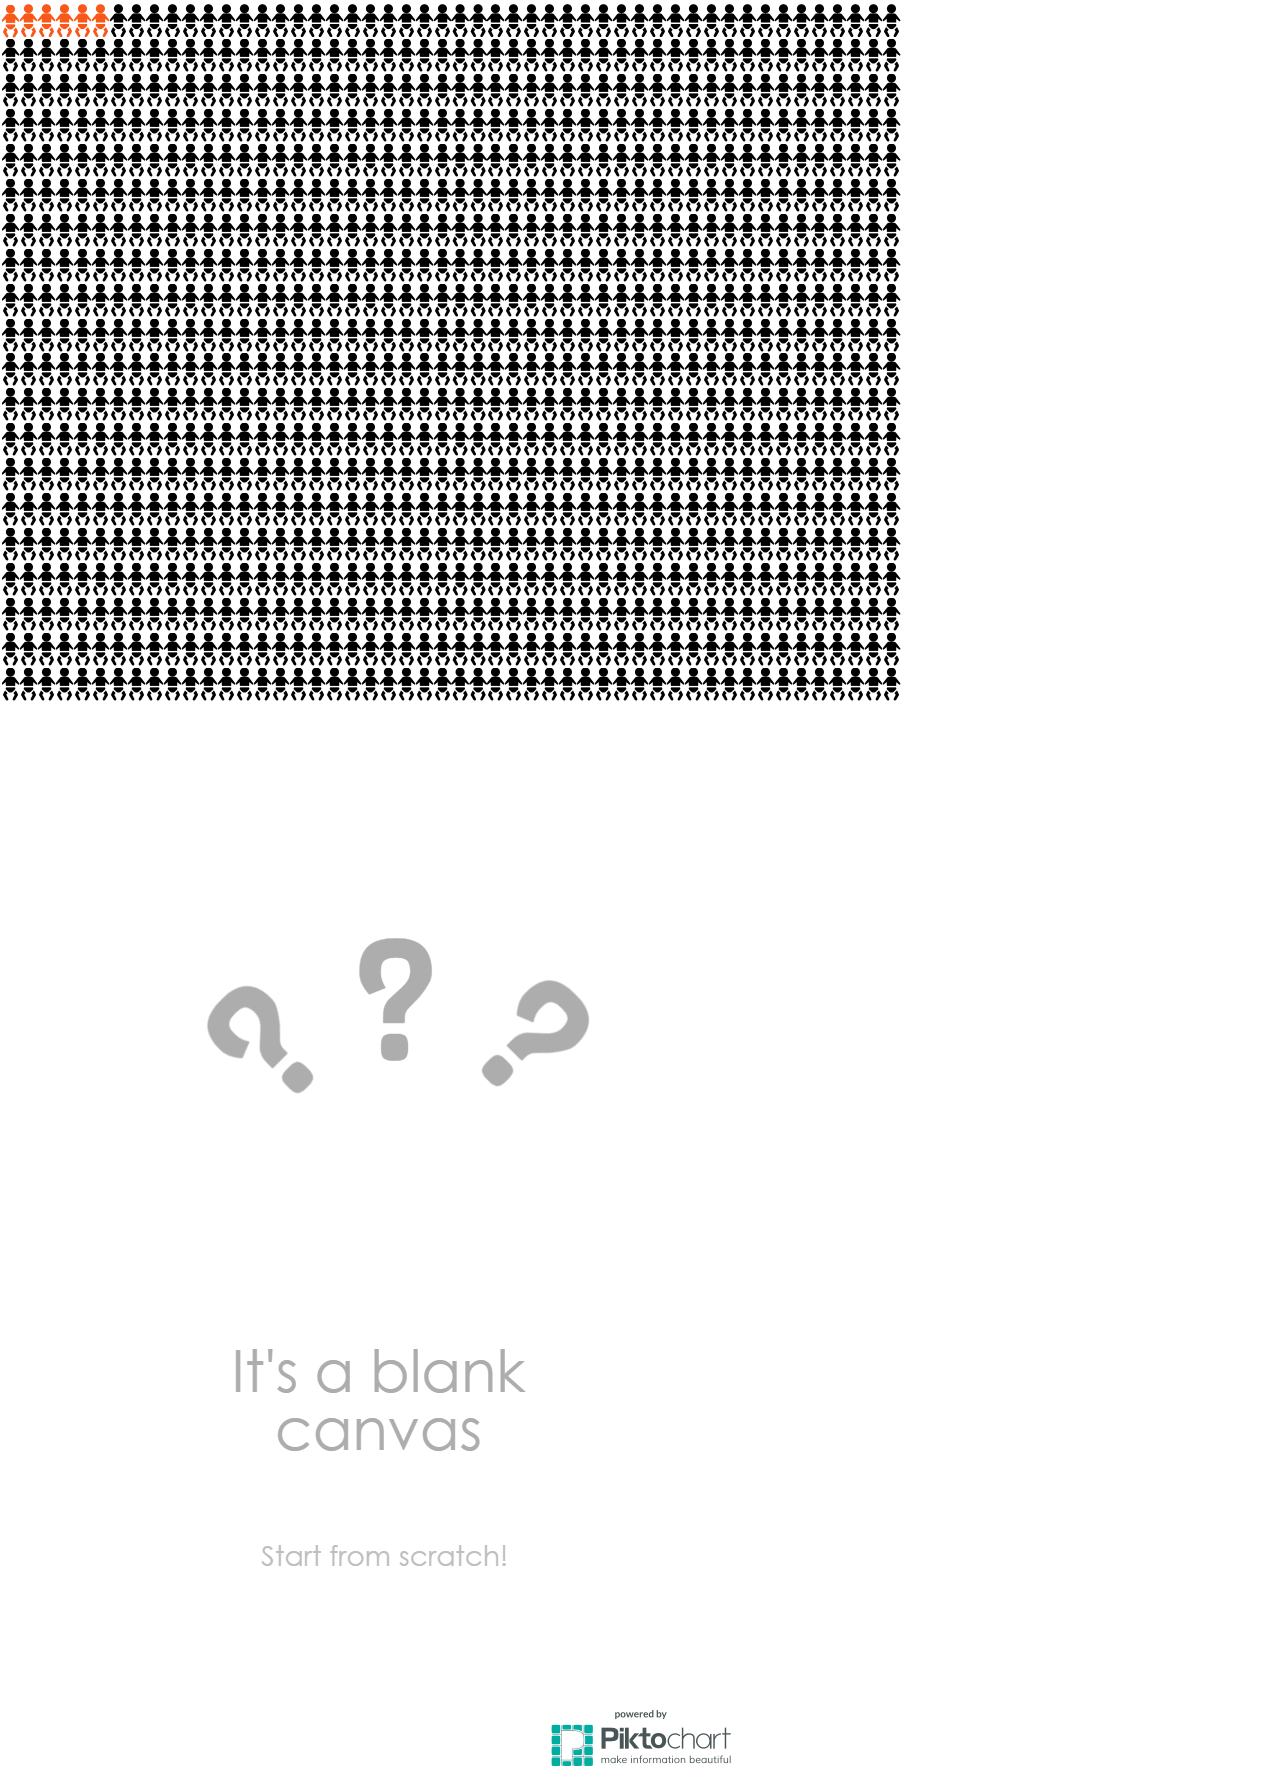 ? ? ?
It's a blank
canvas
Start from scratch!
powered by
Piktochart
make information beautiful